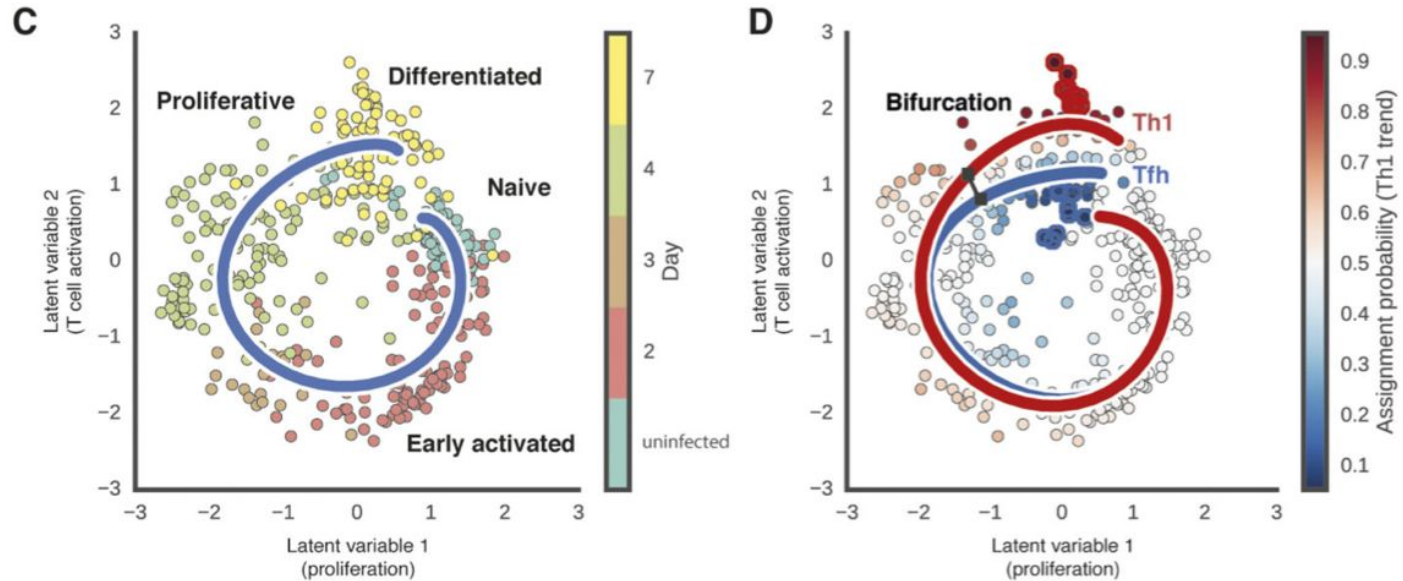 C
3
2
1
0
−1
−2
−3
−3
−2
−1
0
1
2
3
Latent variable 2
(T cell activation)
Latent variable 1
(proliferation)
Proliferative
Differentiated
Naive
Early activated
7
4
3
2
uninfected
Day
D
3
2
1
0
−1
−2
−3
−3
−2
−1
0
1
2
3
Latent variable 2
(T cell activation)
Latent variable 1
(proliferation)
Bifurcation
Th1
Tfh
0.9
0.8
0.7
0.6
0.5
0.4
0.3
0.2
0.1
Assignment probability (Th1 trend)